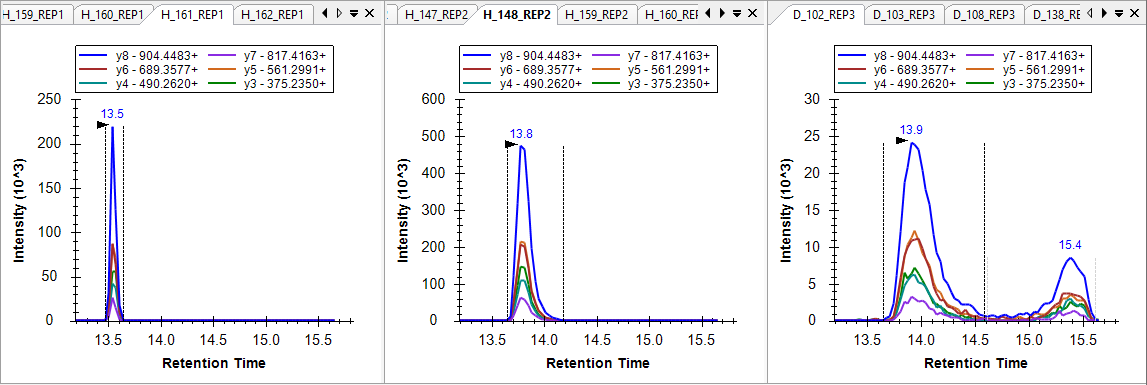 H_159_REP1 H_160_REP1 H_161_REP1 H_162_REP1
y8 - 904.4483+ y7 - 817.4163+
y6 - 689.3577+ y5 - 561.2991+
y4 - 490.2620+ y3 - 375.2350+
250
200
150
100
50
0
13.5
Intensity (10^3)
13.5 14.0 14.5 15.0 15.5
Retention Time
H_147_REP2 H_148_REP2 H_159_REP2 H_160_REP
y8 - 904.4483+ y7 - 817.4163+
y6 - 689.3577+ y5 - 561.2991+
y4 - 490.2620+ y3 - 375.2350+
600
500
400
300
200
100
0
13.8
Intensity (10^3)
13.5 14.0 14.5 15.0 15.5
Retention Time
D_102_REP3 D_103_REP3 D_108_REP3 D_138_RE
y8 - 904.4483+ y7 - 817.4163+
y6 - 689.3577+ y5 - 561.2991+
y4 - 490.2620+ y3 - 375.2350+
30
25
20
15
10
5
0
13.9
15.4
Intensity (10^3)
13.5 14.0 14.5 15.0 15.5
Retention Time